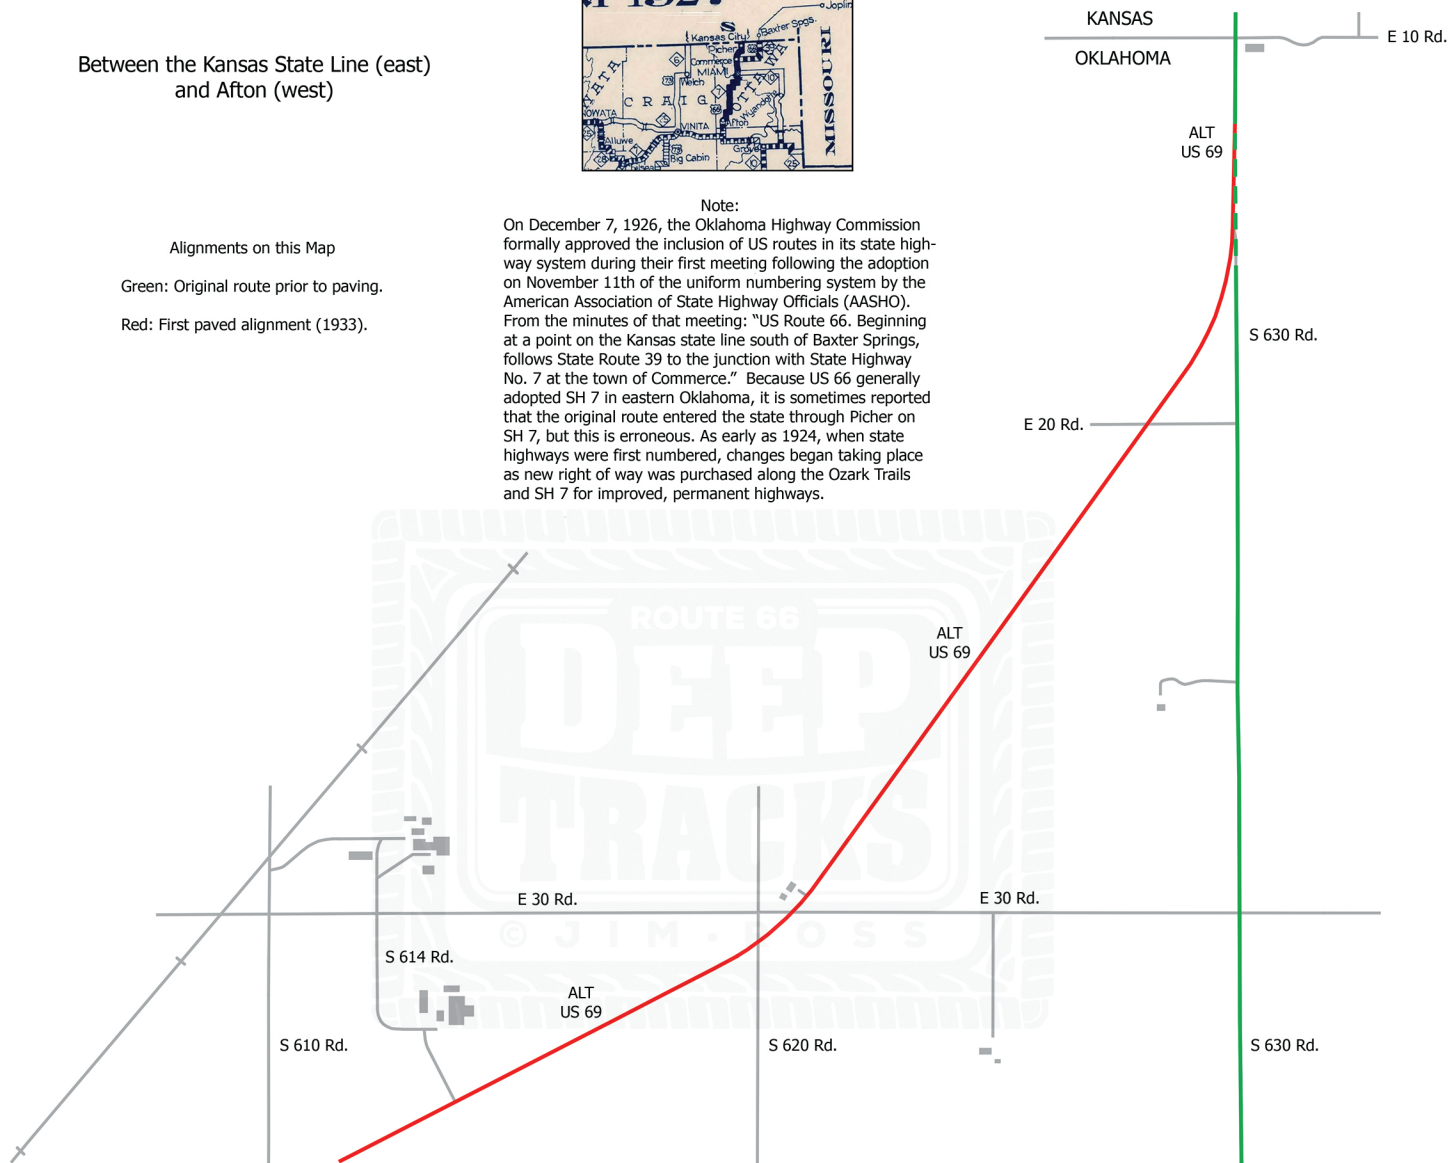 Between the Kansas State Line (east)
and Afton (west)
Alignments on this Map
Green: Original route prior to paving.
Red: First paved alignment (1933).
Joplin
S
Kansas City
Baxter Spgs.
Picher
Commerce
MIAMI
Welch
CRAIG
OTTAWA
Wyandotte
MISSOURI
Afton
VINITA
Alluwe
Big Cabin
Grove
Note:
On December 7, 1926, the Oklahoma Highway Commission
formally approved the inclusion of US routes in its state high-
way system during their first meeting following the adoption
on November 11th of the uniform numbering system by the
American Association of State Highway Officials (AASHO).
From the minutes of that meeting: “US Route 66. Beginning
at a point on the Kansas state line south of Baxter Springs,
follows State Route 39 to the junction with State Highway
No. 7 at the town of Commerce.” Because US 66 generally
adopted SH 7 in eastern Oklahoma, it is sometimes reported
that the original route entered the state through Picher on
SH 7, but this is erroneous. As early as 1924, when state
highways were first numbered, changes began taking place
as new right of way was purchased along the Ozark Trails
and SH 7 for improved, permanent highways.
KANSAS
OKLAHOMA
E 10 Rd.
ALT
US 69
S 630 Rd.
E 20 Rd.
ALT
US 69
ROUTE 66
DEEP
TRACKS
© JIM ROSS
E 30 Rd.
E 30 Rd.
S 614 Rd.
ALT
US 69
S 610 Rd.
S 620 Rd.
S 630 Rd.